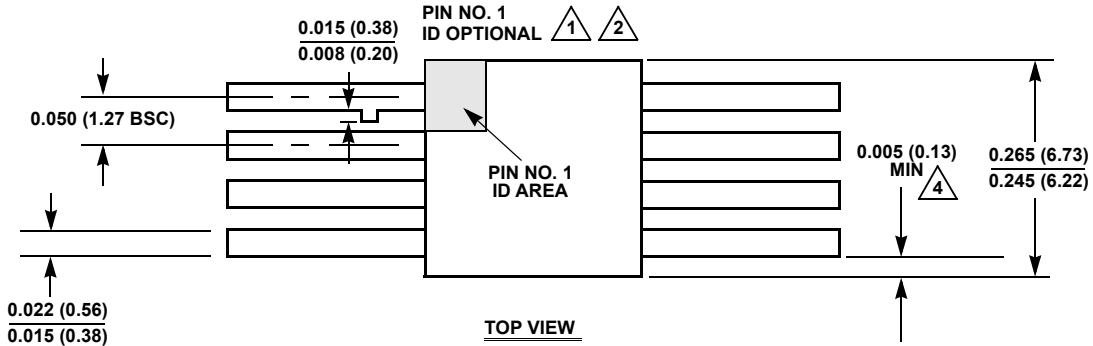 PIN NO. 1
ID OPTIONAL 1 2
0.015 (0.38)
0.008 (0.20)
0.050 (1.27 BSC)
PIN NO. 1
ID AREA
0.005 (0.13)
MIN 4
0.265 (6.73)
0.245 (6.22)
0.022 (0.56)
0.015 (0.38)
TOP VIEW